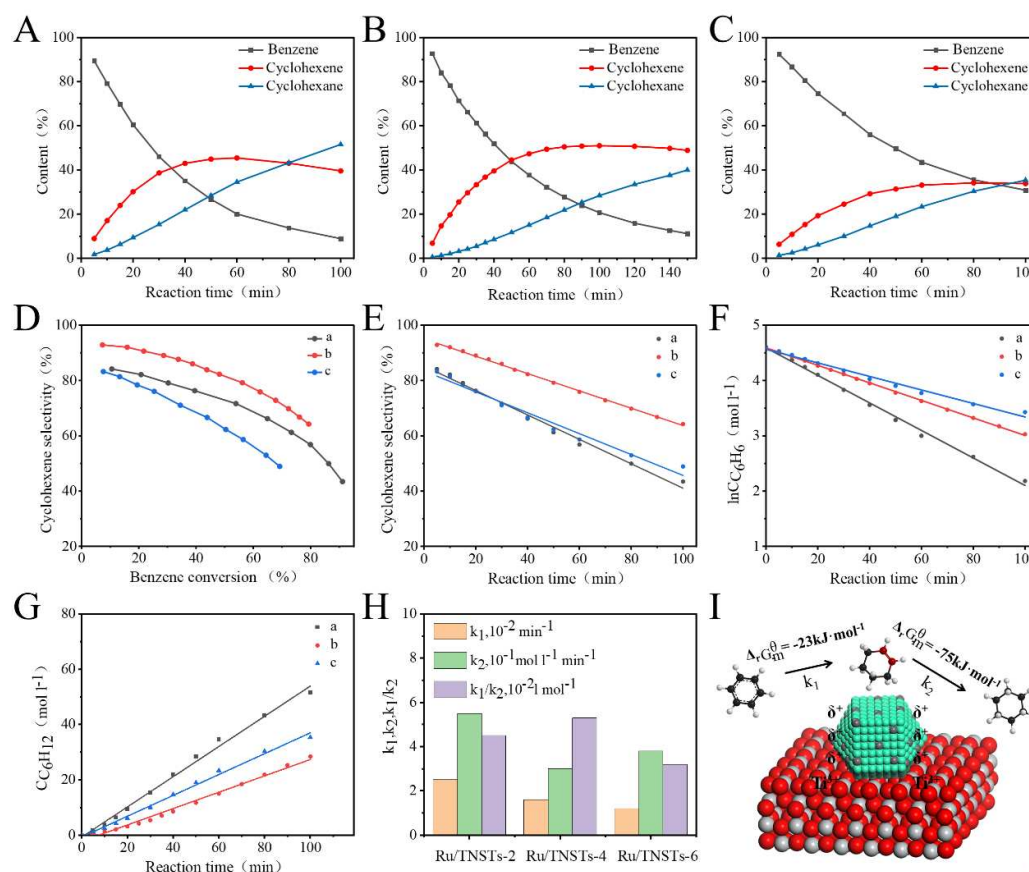 A
100
80
60
40
20
0
Content (%)
Benzene
Cyclohexene
Cyclohexane
0 20 40 60 80 100
Reaction time (min)
B
100
80
60
40
20
0
Content (%)
Benzene
Cyclohexene
Cyclohexane
0 20 40 60 80 100 120 140
Reaction time (min)
C
100
80
60
40
20
0
Content (%)
Benzene
Cyclohexene
Cyclohexane
0 20 40 60 80 100
Reaction time (min)
D
100
80
60
40
20
Cyclohexene selectivity (%)
a
b
c
0 20 40 60 80 100
Benzene conversion (%)
E
100
80
60
40
20
Cyclohexene selectivity (%)
a
b
c
0 20 40 60 80 100
Reaction time (min)
F
5
4
3
2
1
lnCC6H6 (mol l-1)
a
b
c
0 20 40 60 80 100
Reaction time (min)
G
80
60
40
20
0
CC6H12 (mol l-1)
a
b
c
0 20 40 60 80 100 120
Reaction time (min)
H
8
6
4
2
0
k1,k2,k1/k2
k1,10-2 min-1
k2,10-1mol l-1 min-1
k1/k2,10-2l mol-1
Ru/TNSTs-2 Ru/TNSTs-4 Ru/TNSTs-6
I
ΔrGmθ = -23kJ·mol-1
k1
ΔrGmθ = -75kJ·mol-1
k2
δ+ δ+
δ δ+
δ δ+